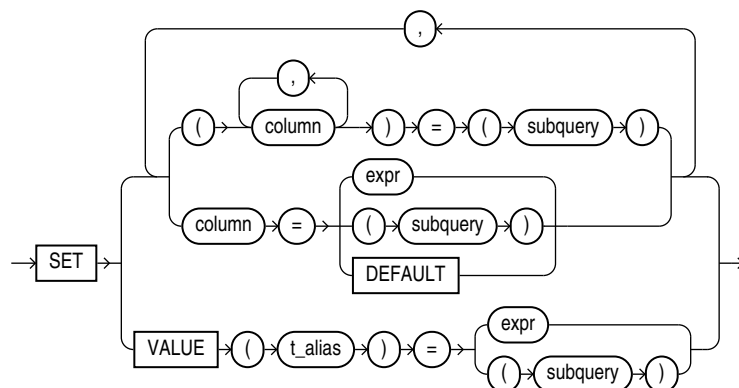 ,
,
( column ) = ( subquery )
expr
column = ( subquery )
SET DEFAULT
expr
VALUE ( t_alias ) =
( subquery )